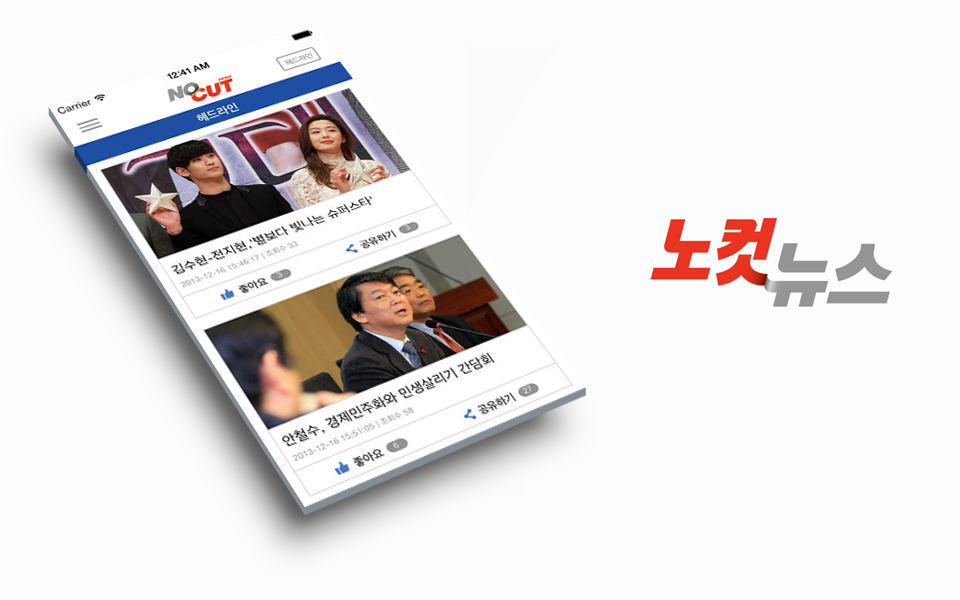 12:41 AM
Carrier
헤드라인
NOCUT
헤드라인
김수현-전지현,'별보다 빛나는 슈퍼스타'
2013-12-16 15:46:17 | 조회수 33
좋아요 3
공유하기 3
안철수, 경제민주화와 민생살리기 간담회
2013-12-16 15:51:05 | 조회수 58
좋아요 6
공유하기 27
노컷뉴스